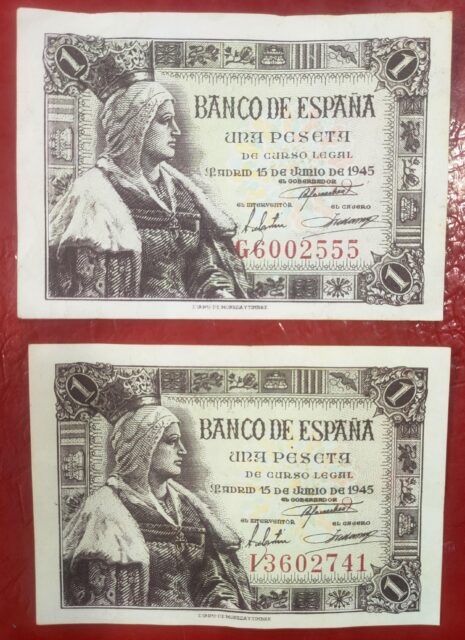 1
1
BANCO DE ESPAÑA
UNA PESETA
DE CURSO LEGAL
MADRID 15 DE JUNIO DE 1945
EL GOBERNADOR
EL INTERVENTOR EL CAJERO
G6002555
1
1
1
BANCO DE ESPAÑA
UNA PESETA
DE CURSO LEGAL
MADRID 15 DE JUNIO DE 1945
EL GOBERNADOR
EL INTERVENTOR EL CAJERO
I3602741
1